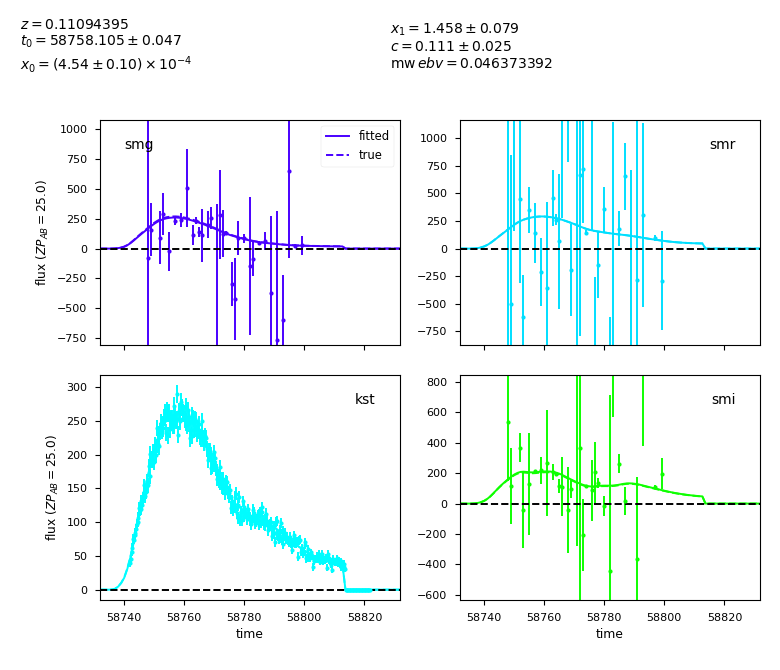 z = 0.11094395
t₀ = 58758.105 ± 0.047
x₀ = (4.54 ± 0.10) × 10⁻⁴
x₁ = 1.458 ± 0.079
c = 0.111 ± 0.025
mw ebv = 0.046373392
smg
fitted
true
1000
750
500
250
0
−250
−500
−750
flux (ZP_AB = 25.0)
smr
1000
750
500
250
0
−250
−500
−750
kst
300
250
200
150
100
50
0
flux (ZP_AB = 25.0)
58740 58760 58780 58800 58820
time
smi
800
600
400
200
0
−200
−400
−600
58740 58760 58780 58800 58820
time